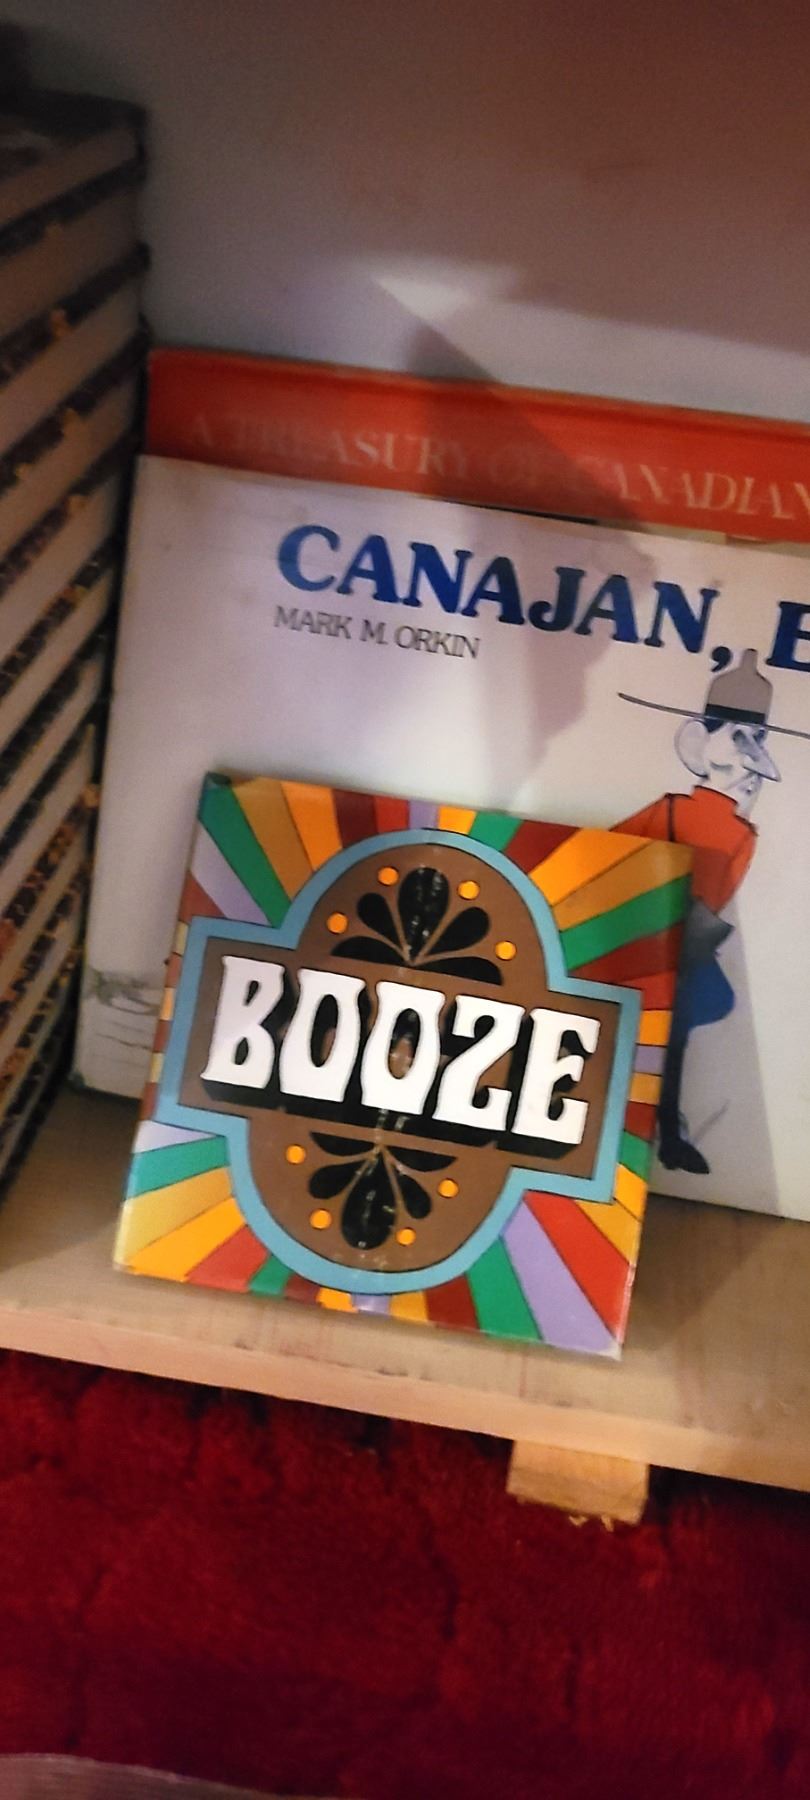 A TREASURY OF CANADIAN
CANAJAN, E
MARK M. ORKIN
BOOZE